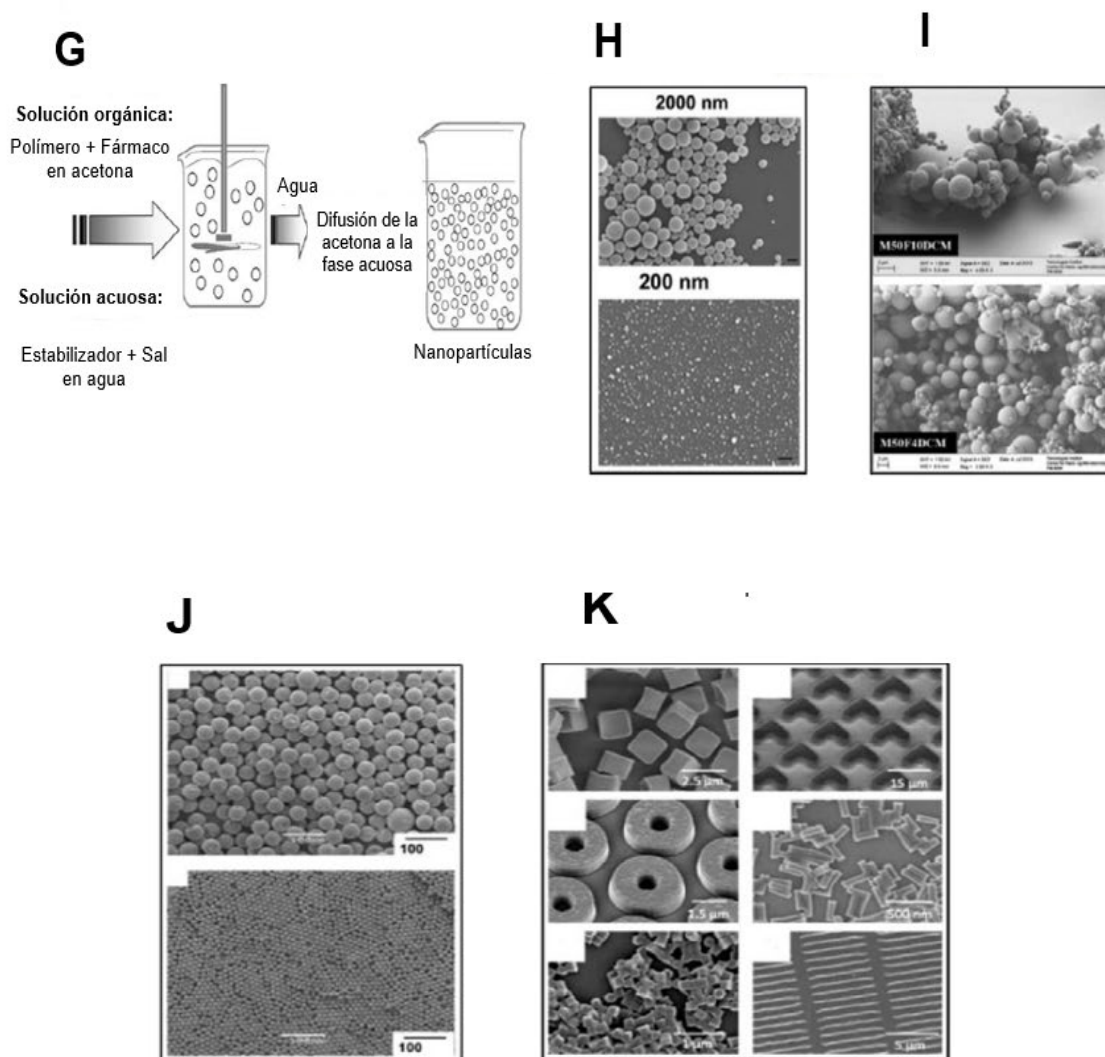 G
Solución orgánica:
Polímero + Fármaco
en acetona
Solución acuosa:
Estabilizador + Sal
en agua
Agua
Difusión de la
acetona a la
fase acuosa
Nanopartículas
H
2000 nm
200 nm
I
M50F10DCM
M50F4DCM
J
100
100
K
2.5 µm
15 µm
1.5 µm
500 nm
1 µm
5 µm